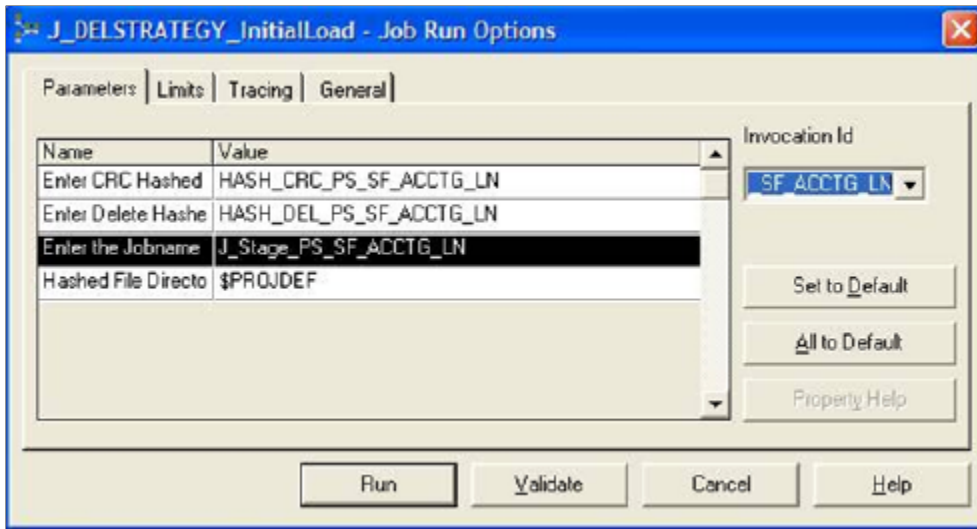 J_DELSTRATEGY_InitialLoad - Job Run Options
Parameters Limits Tracing General
Invocation Id
Name Value
Enter CRC Hashed HASH_CRC_PS_SF_ACCTG_LN
_SF_ACCTG_LN
Enter Delete Hashe HASH_DEL_PS_SF_ACCTG_LN
Enter the Jobname J_Stage_PS_SF_ACCTG_LN
Hashed File Directo $PROJDEF
Set to Default
All to Default
Property Help
Run Validate Cancel Help